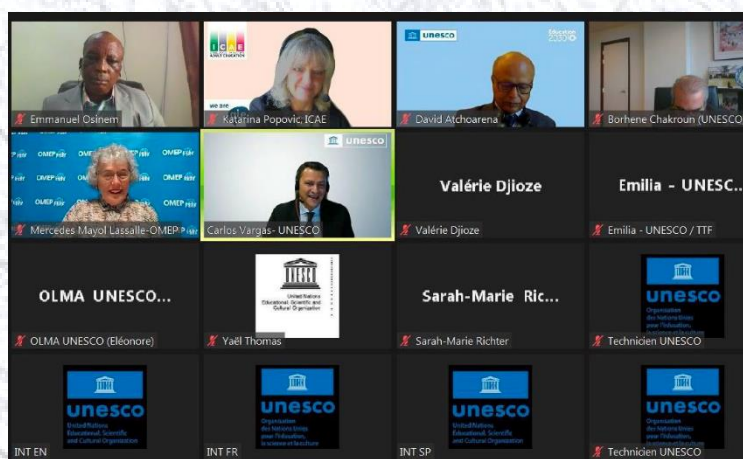 ICAE
we are
unesco
Education
2030
Emmanuel Osinem
Katarina Popovic, ICAE
David Atchoarena
Borhene Chakroun (UNESCO)
OMEP
unesco
Valérie Djioze
Emilia - UNESC...
Mercedes Mayol Lassalle-OMEP
Carlos Vargas- UNESCO
Valérie Djioze
Emilia - UNESCO / TTF
OLMA UNESCO...
UNESCO
United Nations
Educational, Scientific and
Cultural Organization
Sarah-Marie Ric...
unesco
Organisation
des Nations Unies
pour l'éducation,
la science et la culture
OLMA UNESCO (Eléonore)
Yaël Thomas
Sarah-Marie Richter
Technicien UNESCO
unesco
United Nations
Educational, Scientific
and Cultural Organization
unesco
Organisation
des Nations Unies
pour l'éducation,
la science et la culture
unesco
United Nations
Educational, Scientific
and Cultural Organization
unesco
Organisation
des Nations Unies
pour l'éducation,
la science et la culture
INT EN
INT FR
INT SP
Technicien UNESCO